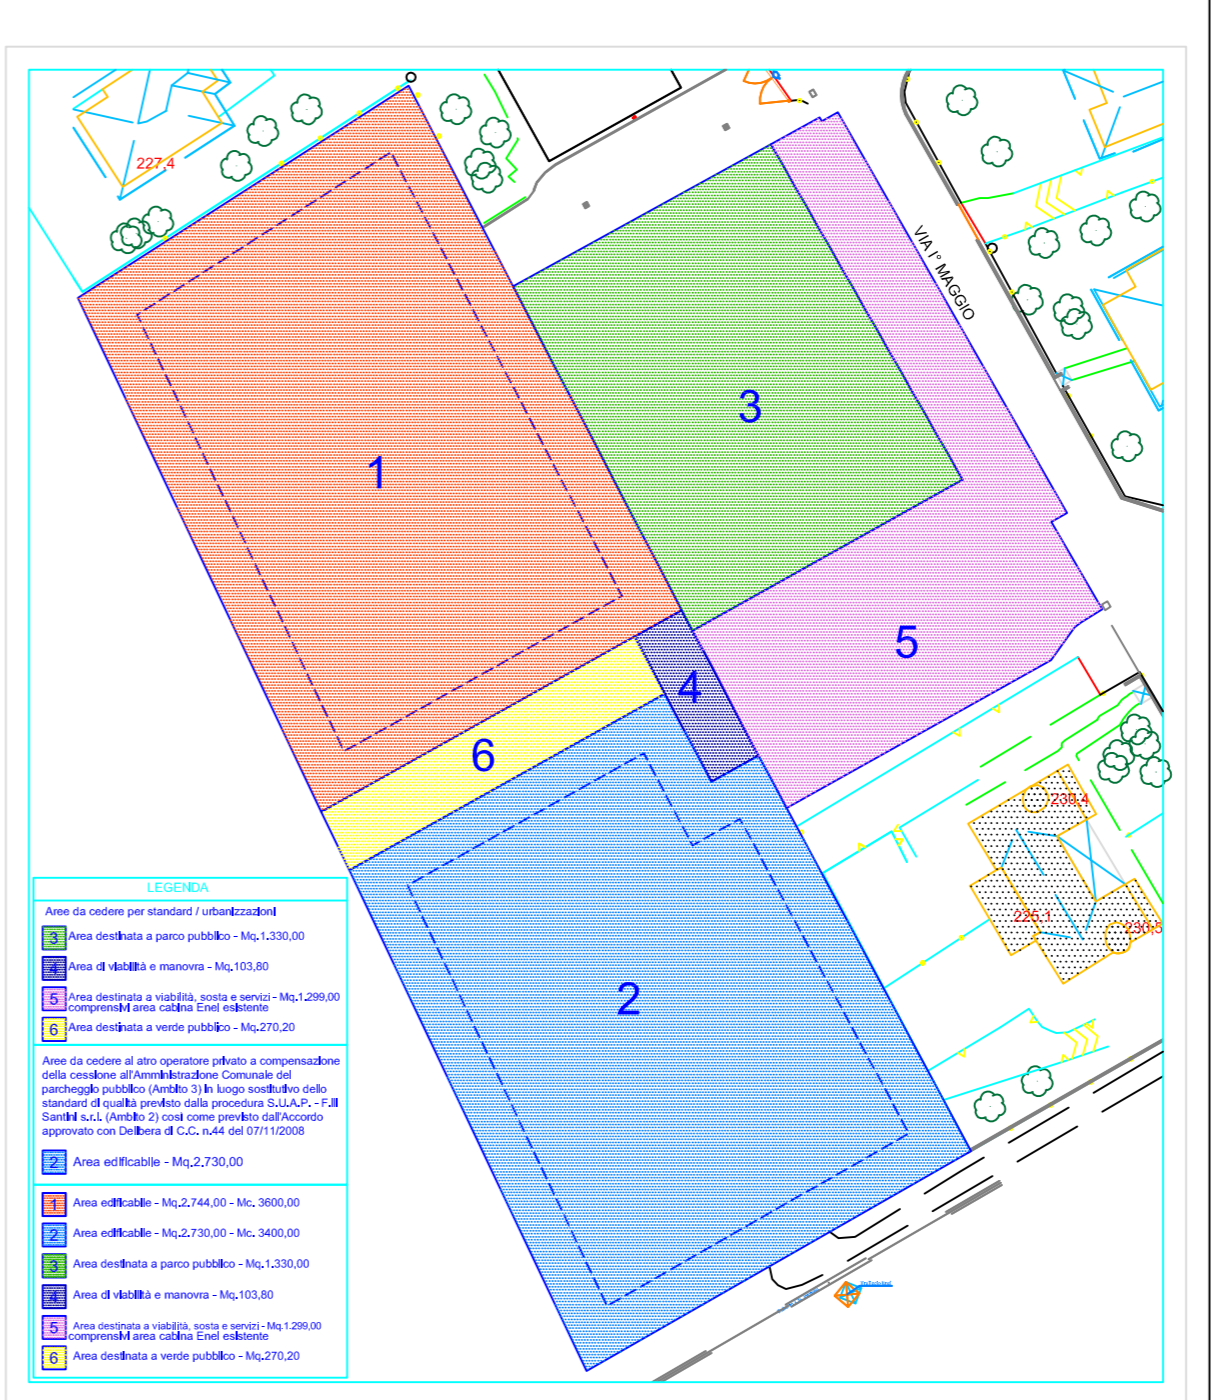 227,4
VIA I° MAGGIO
3
1
5
4
6
230,4
225,1
230,5
2
LEGENDA
Aree da cedere per standard / urbanizzazioni
3 Area destinata a parco pubblico - Mq.1.330,00
4 Area di viabilità e manovra - Mq.103,80
5 Area destinata a viabilità, sosta e servizi - Mq.1.299,00
comprensivi area cabina Enel esistente
6 Area destinata a verde pubblico - Mq.270,20
Aree da cedere al atro operatore privato a compensazione
della cessione all'Amministrazione Comunale del
parcheggio pubblico (Ambito 3) in luogo sostitutivo dello
standard di qualità previsto dalla procedura S.U.A.P. - F.lli
Santini s.r.l. (Ambito 2) così come previsto dall'Accordo
approvato con Delibera di C.C. n.44 del 07/11/2008
2 Area edificabile - Mq.2.730,00
1 Area edificabile - Mq.2.744,00 - Mc. 3600,00
2 Area edificabile - Mq.2.730,00 - Mc. 3400,00
3 Area destinata a parco pubblico - Mq.1.330,00
4 Area di viabilità e manovra - Mq.103,80
5 Area destinata a viabilità, sosta e servizi - Mq.1.299,00
comprensivi area cabina Enel esistente
6 Area destinata a verde pubblico - Mq.270,20